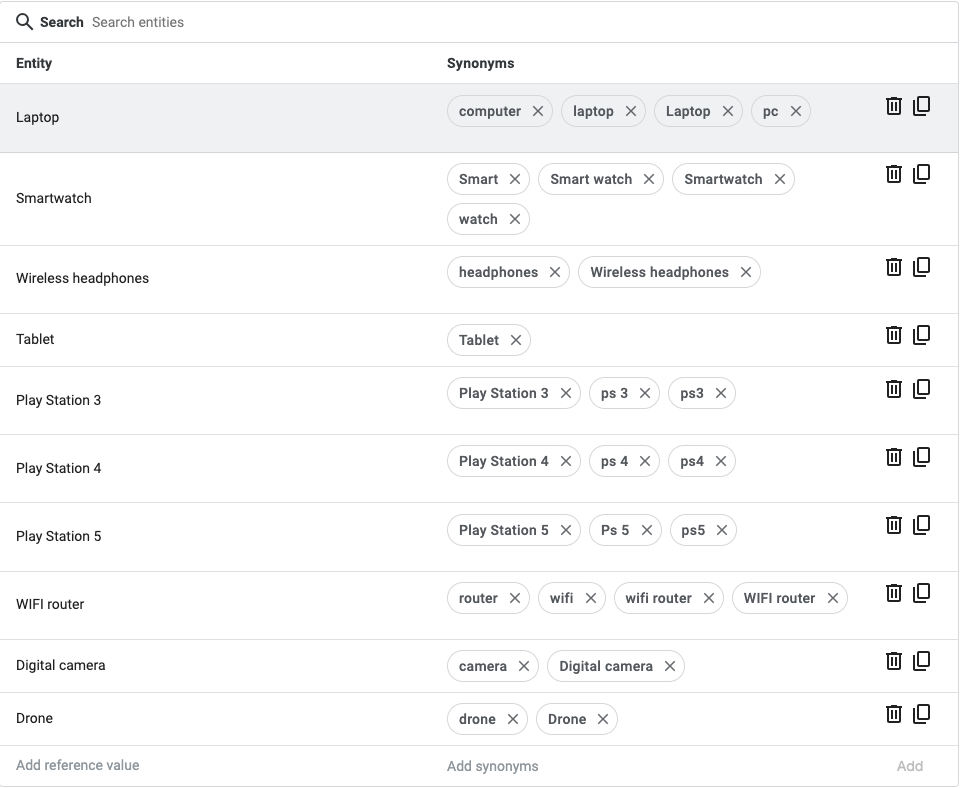 Search Search entities
Entity Synonyms
Laptop computer laptop Laptop pc
Smartwatch Smart Smart watch Smartwatch
watch
Wireless headphones headphones Wireless headphones
Tablet Tablet
Play Station 3 Play Station 3 ps 3 ps3
Play Station 4 Play Station 4 ps 4 ps4
Play Station 5 Play Station 5 Ps 5 ps5
WIFI router router wifi wifi router WIFI router
Digital camera camera Digital camera
Drone drone Drone
Add reference value Add synonyms Add